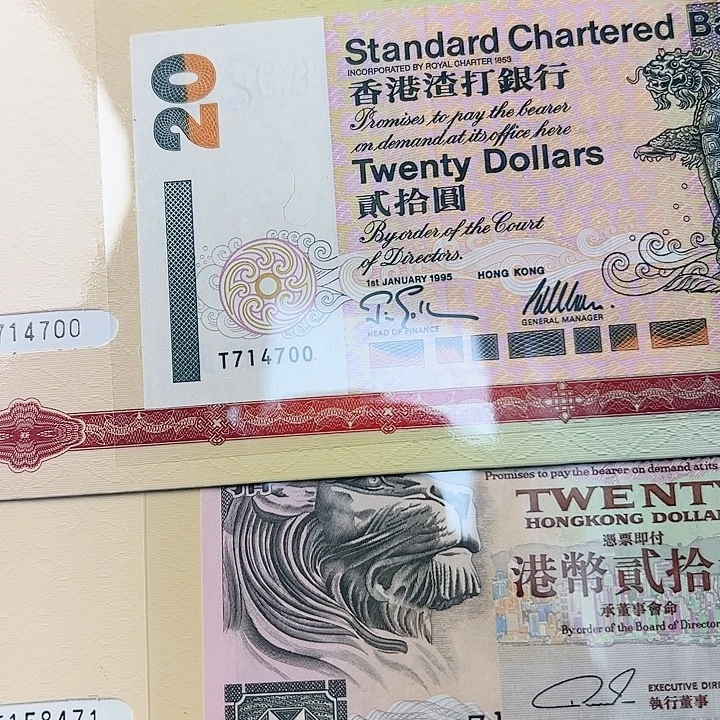 Standard Chartered
INCORPORATED BY ROYAL CHARTER 1853
香港渣打銀行
Promises to pay the bearer
on demand at its office here
Twenty Dollars
貳拾圓
By order of the Court
of Directors.
1st JANUARY 1995 HONG KONG
HEAD OF FINANCE
GENERAL MANAGER
20
T714700
714700
Promises to pay the bearer on demand at its
TWENTY
HONGKONG DOLLAR
憑票即付
港幣貳拾
承董事會命
By order of the Board of Director
EXECUTIVE DIRE
執行董事
158471